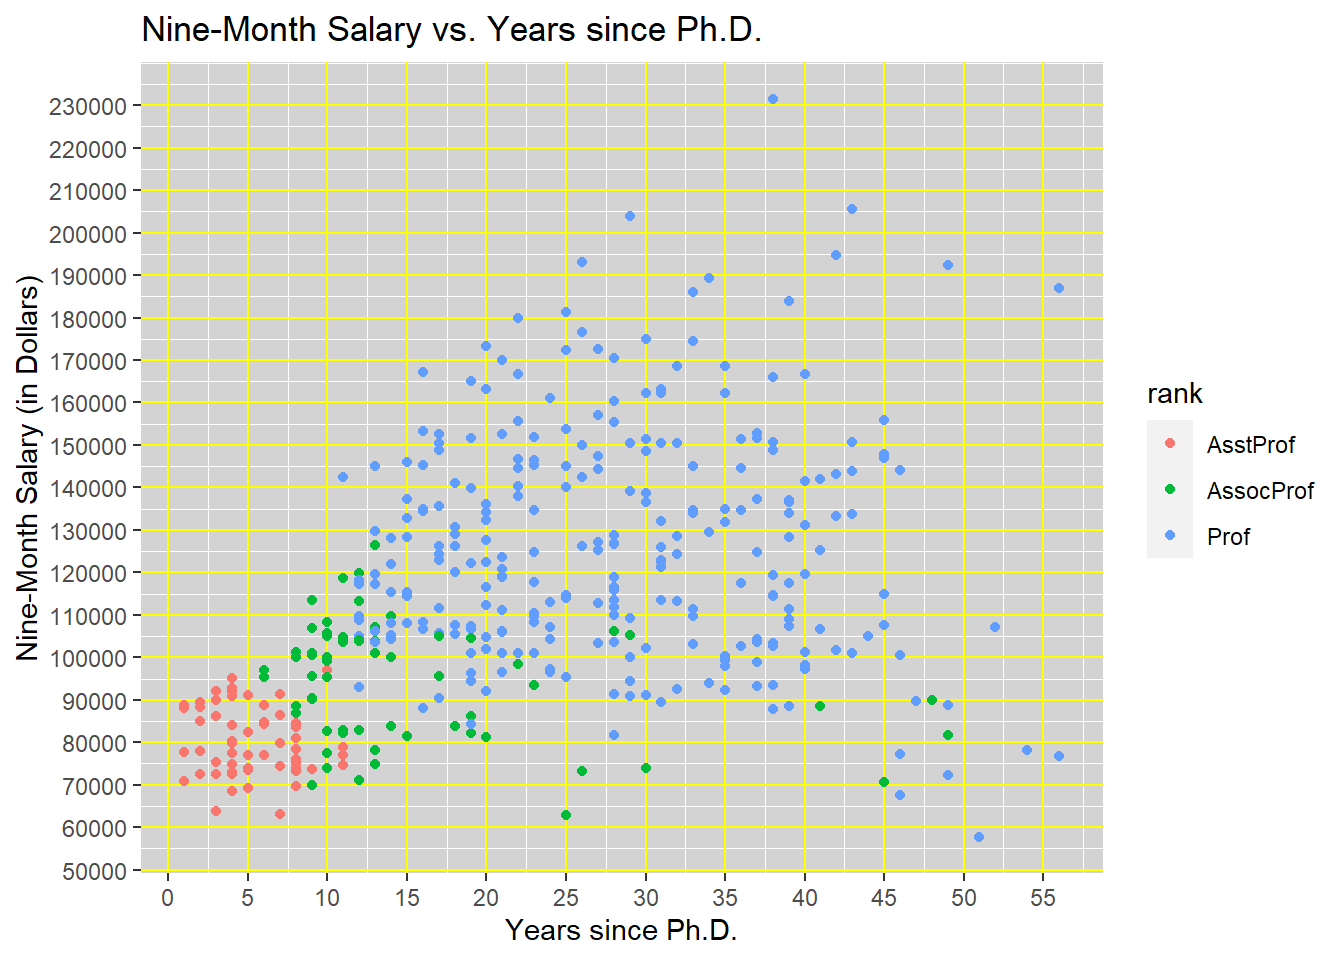 Nine-Month Salary vs. Years since Ph.D.
Nine-Month Salary (in Dollars)
230000
220000
210000
200000
190000
180000
170000
160000
150000
140000
130000
120000
110000
100000
90000
80000
70000
60000
50000
0 5 10 15 20 25 30 35 40 45 50 55
Years since Ph.D.
rank
AsstProf
AssocProf
Prof